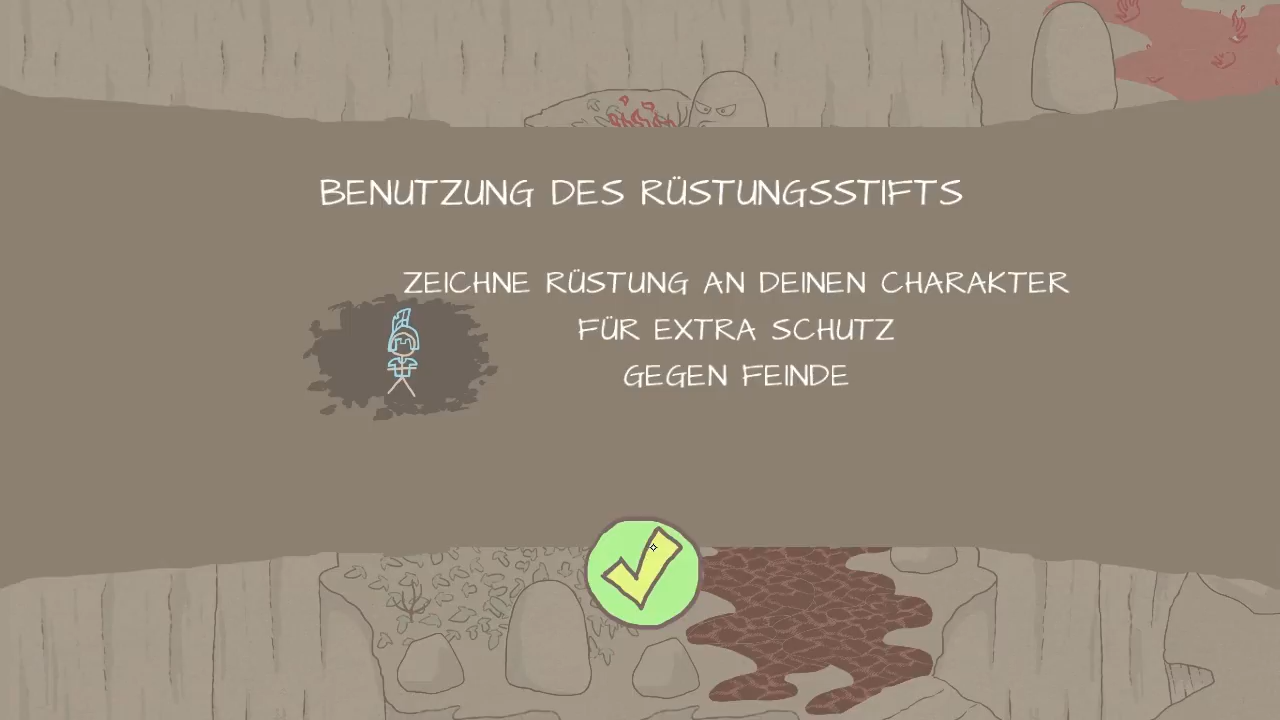 BENUTZUNG DES RÜSTUNGSSTIFTS
ZEICHNE RÜSTUNG AN DEINEN CHARAKTER
FÜR EXTRA SCHUTZ
GEGEN FEINDE